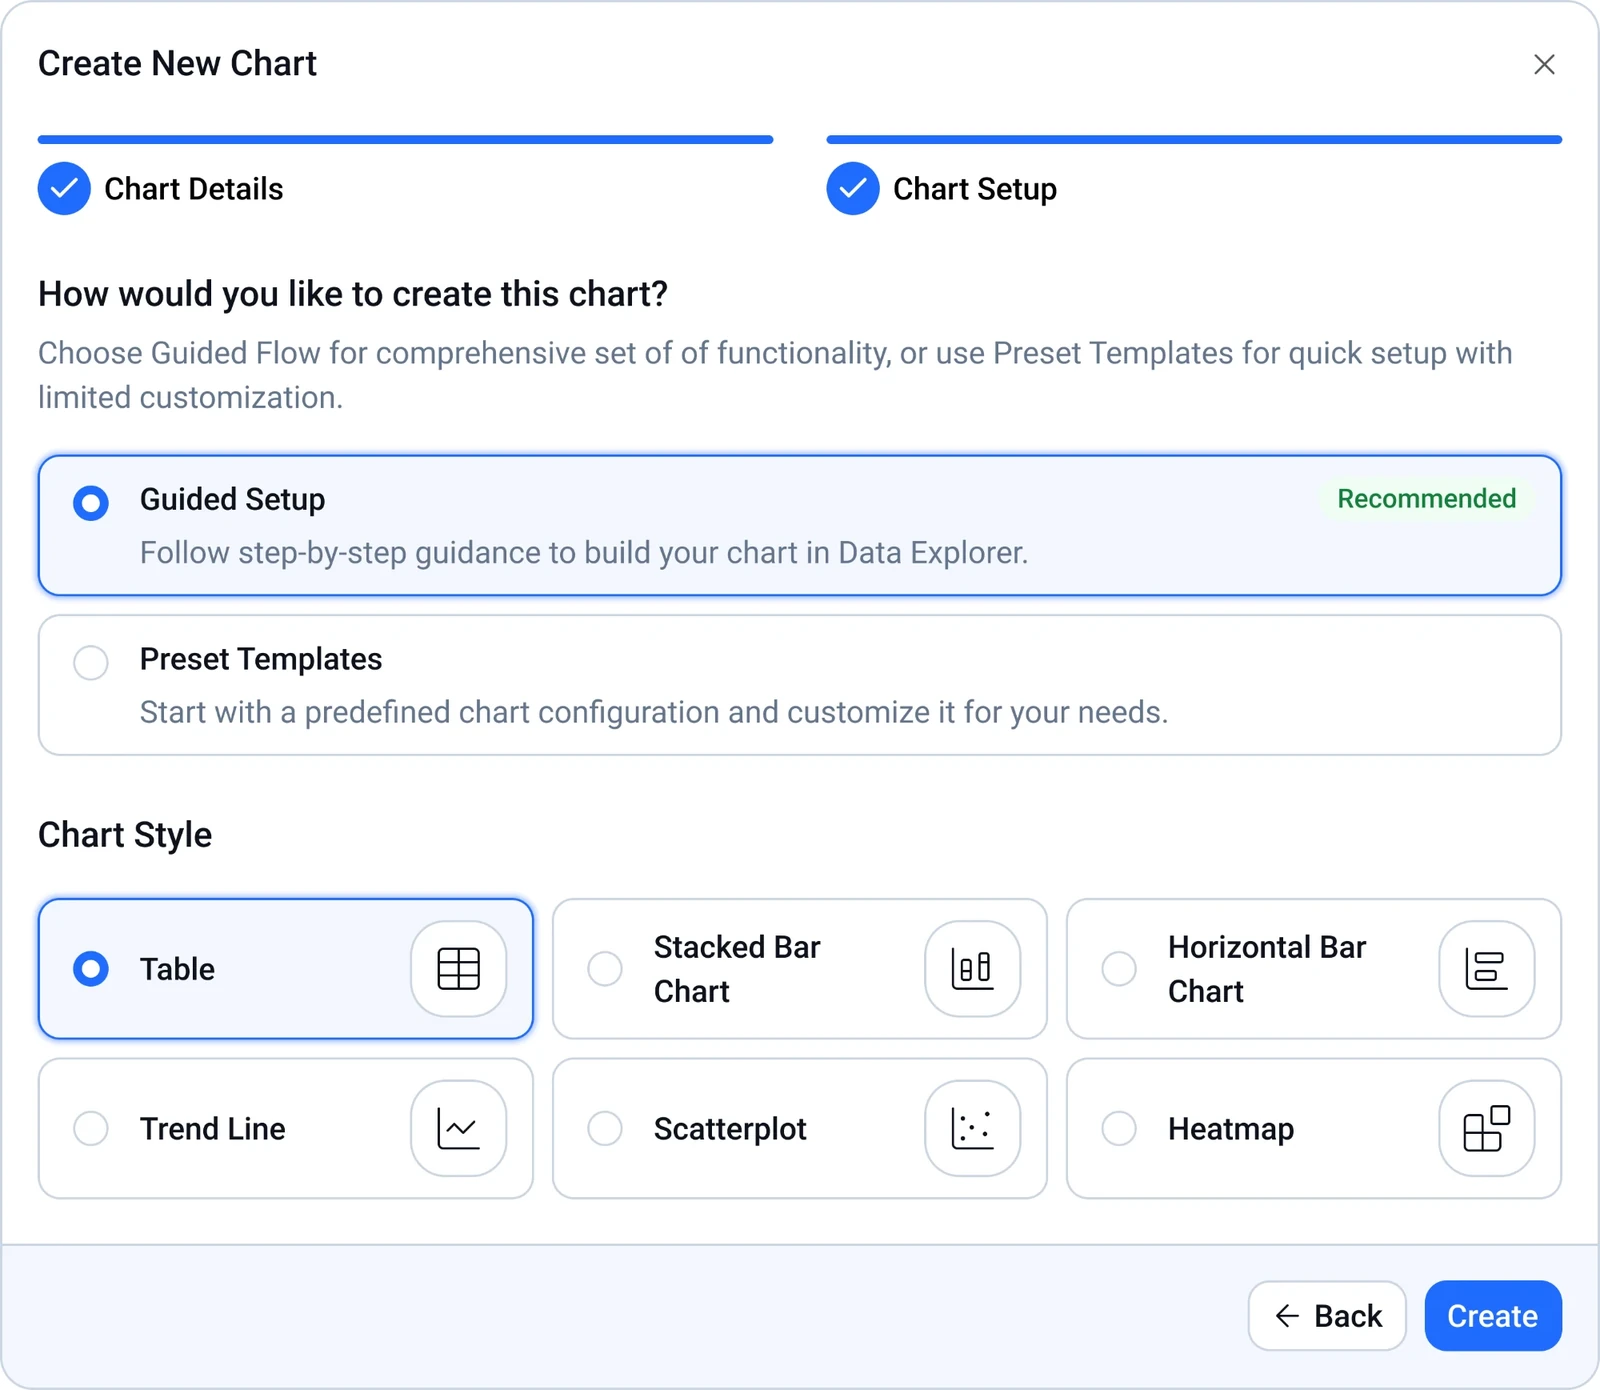 Create New Chart
Chart Details
Chart Setup
How would you like to create this chart?
Choose Guided Flow for comprehensive set of of functionality, or use Preset Templates for quick setup with
limited customization.
Guided Setup
Recommended
Follow step-by-step guidance to build your chart in Data Explorer.
Preset Templates
Start with a predefined chart configuration and customize it for your needs.
Chart Style
Table
Stacked Bar
Chart
Horizontal Bar
Chart
Trend Line
Scatterplot
Heatmap
Back
Create